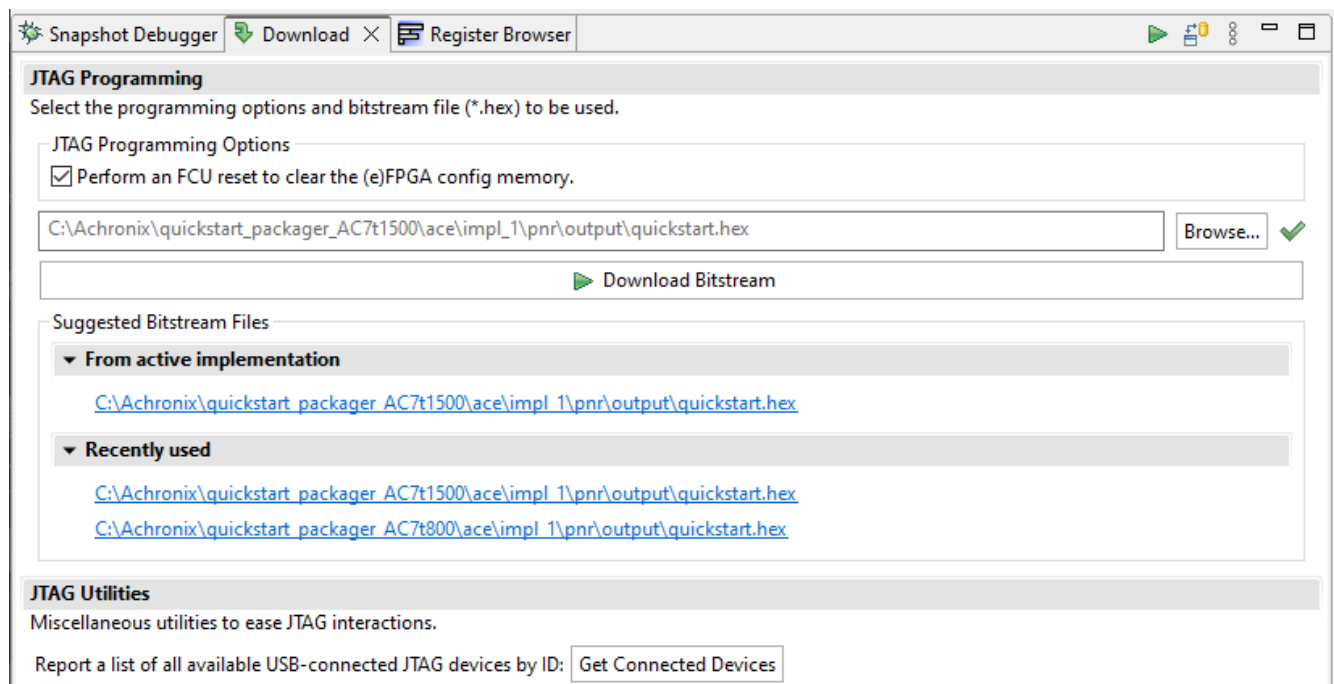 Snapshot Debugger Download Register Browser
JTAG Programming
Select the programming options and bitstream file (*.hex) to be used.
JTAG Programming Options
Perform an FCU reset to clear the (e)FPGA config memory.
C:\Achronix\quickstart_packager_AC7t1500\ace\impl_1\pnr\output\quickstart.hex Browse...
Download Bitstream
Suggested Bitstream Files
From active implementation
C:\Achronix\quickstart_packager_AC7t1500\ace\impl_1\pnr\output\quickstart.hex
Recently used
C:\Achronix\quickstart_packager_AC7t1500\ace\impl_1\pnr\output\quickstart.hex
C:\Achronix\quickstart_packager_AC7t800\ace\impl_1\pnr\output\quickstart.hex
JTAG Utilities
Miscellaneous utilities to ease JTAG interactions.
Report a list of all available USB-connected JTAG devices by ID: Get Connected Devices